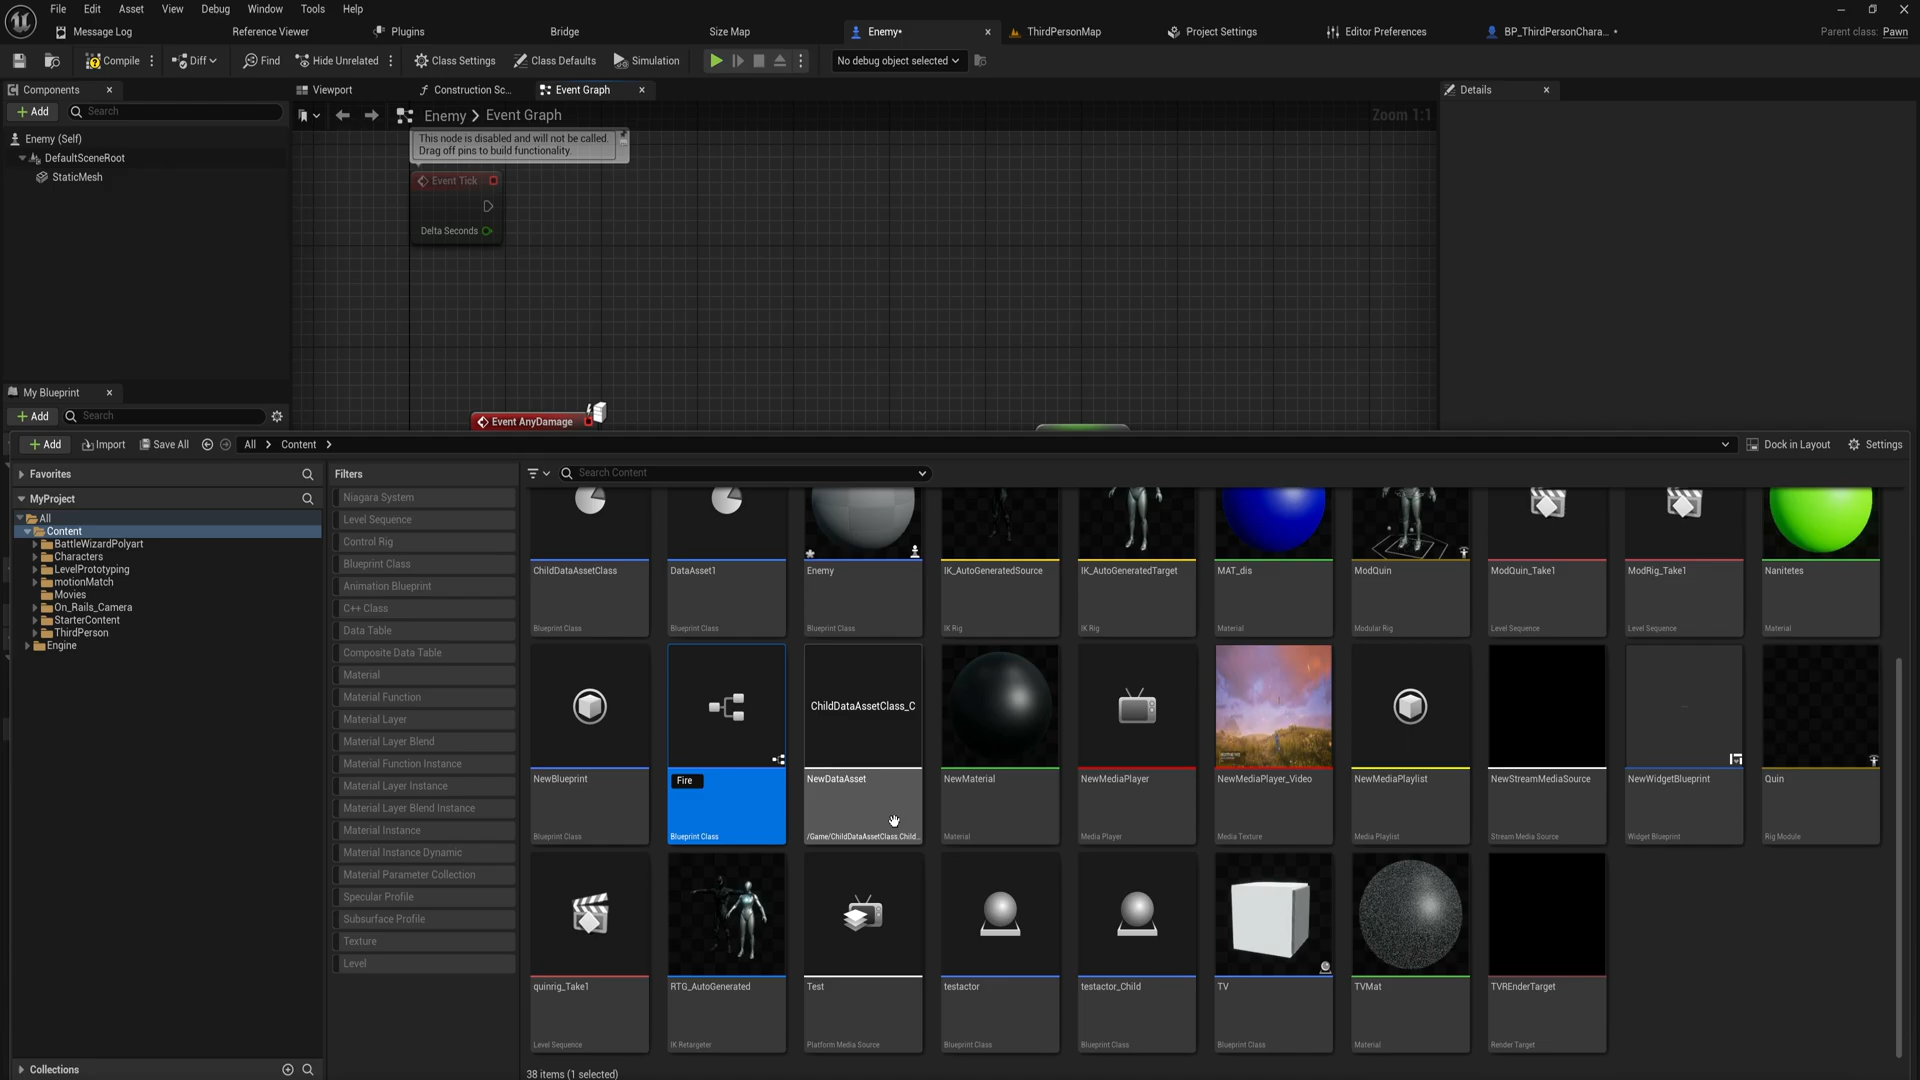 File Edit Asset View Debug Window Tools Help
Message Log Reference Viewer Plugins Bridge Size Map Enemy* ThirdPersonMap Project Settings Editor Preferences BP_ThirdPersonChara... * Parent class: Pawn
Compile Diff Find Hide Unrelated Class Settings Class Defaults Simulation No debug object selected
Components Viewport Construction Sc... Event Graph Details
Add Search Enemy Event Graph Zoom 1:1
Enemy (Self)
DefaultSceneRoot
StaticMesh
This node is disabled and will not be called.
Drag off pins to build functionality.
Event Tick
Delta Seconds
My Blueprint
Add Search
Event AnyDamage
Add Import Save All All Content Dock in Layout Settings
Favorites Filters Search Content
MyProject
All
Content
BattleWizardPolyart
Characters
LevelPrototyping
motionMatch
Movies
On_Rails_Camera
StarterContent
ThirdPerson
Engine
Collections
Niagara System
Level Sequence
Control Rig
Blueprint Class
Animation Blueprint
C++ Class
Data Table
Composite Data Table
Material
Material Function
Material Layer
Material Layer Blend
Material Function Instance
Material Layer Instance
Material Layer Blend Instance
Material Instance
Material Instance Dynamic
Material Parameter Collection
Specular Profile
Subsurface Profile
Texture
Level
ChildDataAssetClass DataAsset1 Enemy IK_AutoGeneratedSource IK_AutoGeneratedTarget MAT_dis ModQuin ModQuin_Take1 ModRig_Take1 Nanitetes
Blueprint Class Blueprint Class Blueprint Class IK Rig IK Rig Material Modular Rig Level Sequence Level Sequence Material
ChildDataAssetClass_C
NewBlueprint Fire NewDataAsset NewMaterial NewMediaPlayer NewMediaPlayer_Video NewMediaPlaylist NewStreamMediaSource NewWidgetBlueprint Quin
Blueprint Class Blueprint Class /Game/ChildDataAssetClass.Child... Material Media Player Media Texture Media Playlist Stream Media Source Widget Blueprint Rig Module
quinrig_Take1 RTG_AutoGenerated Test testactor testactor_Child TV TVMat TVREnderTarget
Level Sequence IK Retargeter Platform Media Source Blueprint Class Blueprint Class Blueprint Class Material Render Target
38 items (1 selected)